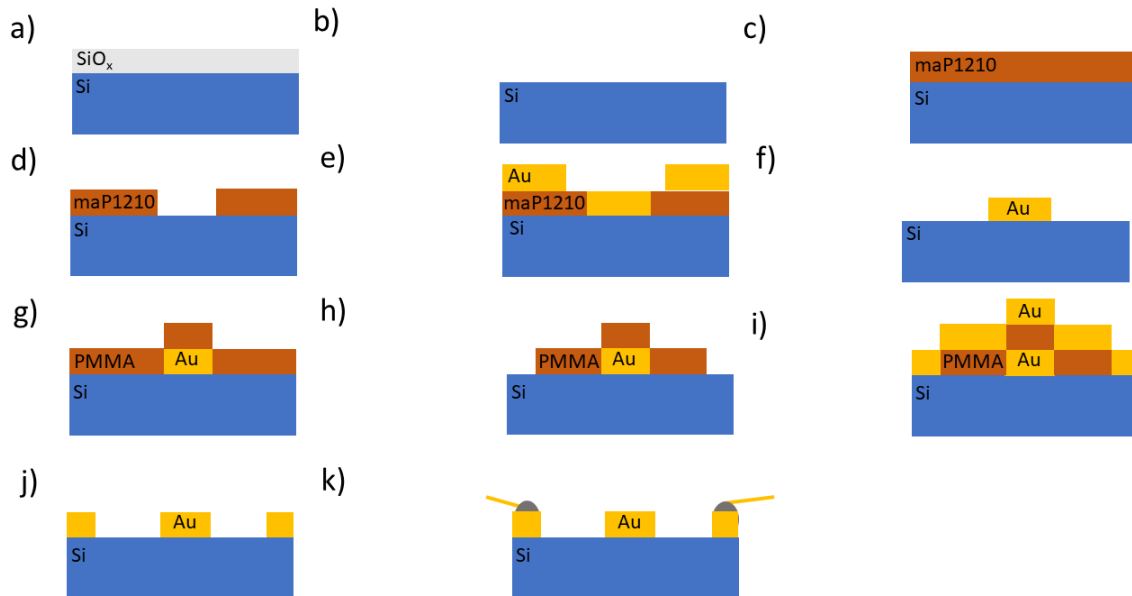 a)
SiOx
Si
b)
Si
c)
maP1210
Si
d)
maP1210
Si
e)
Au
maP1210
Si
f)
Au
Si
g)
PMMA Au
Si
h)
PMMA Au
Si
i)
Au
PMMA Au
Si
j)
Au
Si
k)
Au
Si